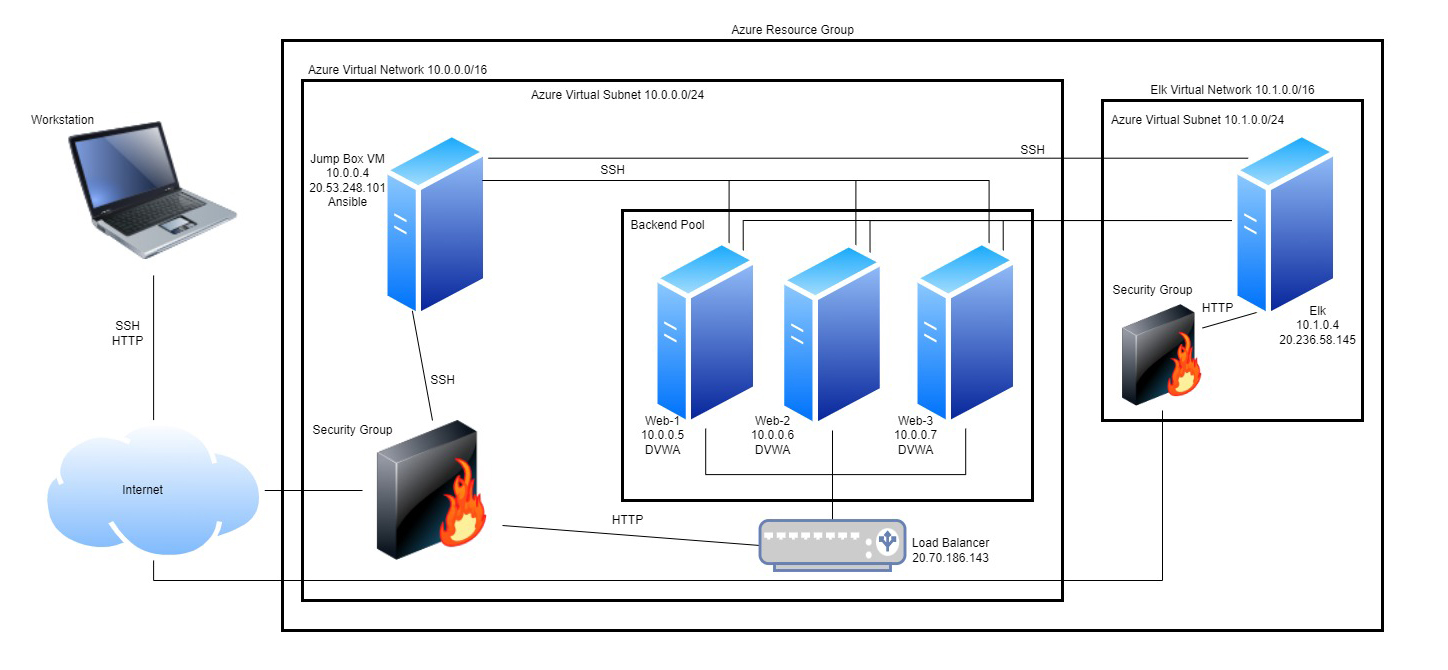 Azure Resource Group
Azure Virtual Network 10.0.0.0/16
Azure Virtual Subnet 10.0.0.0/24
Elk Virtual Network 10.1.0.0/16
Azure Virtual Subnet 10.1.0.0/24
Workstation
Jump Box VM
10.0.0.4
20.53.248.101
Ansible
SSH
SSH
Backend Pool
Security Group
HTTP
Elk
10.1.0.4
20.236.58.145
SSH
HTTP
SSH
Security Group
Web-1
10.0.0.5
DVWA
Web-2
10.0.0.6
DVWA
Web-3
10.0.0.7
DVWA
Internet
HTTP
Load Balancer
20.70.186.143